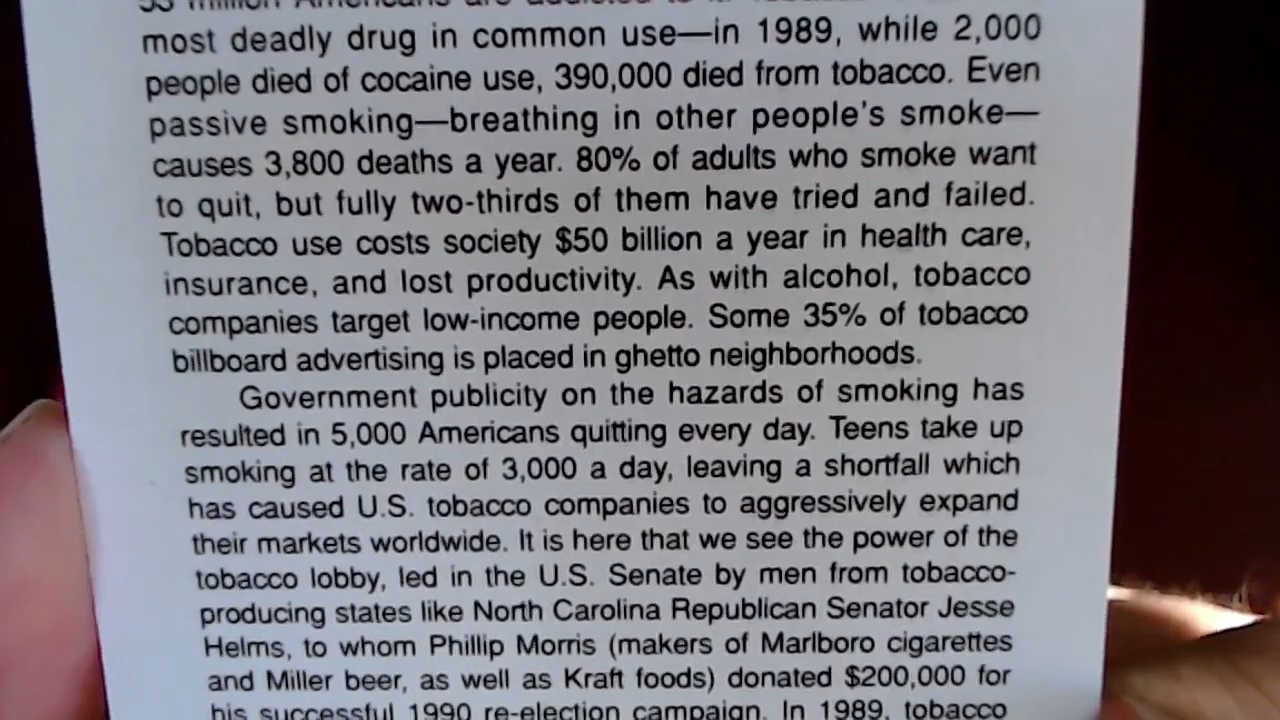 million Americans are addicted to
most deadly drug in common use—in 1989, while 2,000
people died of cocaine use, 390,000 died from tobacco. Even
passive smoking—breathing in other people's smoke—
causes 3,800 deaths a year. 80% of adults who smoke want
to quit, but fully two-thirds of them have tried and failed.
Tobacco use costs society $50 billion a year in health care,
insurance, and lost productivity. As with alcohol, tobacco
companies target low-income people. Some 35% of tobacco
billboard advertising is placed in ghetto neighborhoods.
Government publicity on the hazards of smoking has
resulted in 5,000 Americans quitting every day. Teens take up
smoking at the rate of 3,000 a day, leaving a shortfall which
has caused U.S. tobacco companies to aggressively expand
their markets worldwide. It is here that we see the power of the
tobacco lobby, led in the U.S. Senate by men from tobacco-
producing states like North Carolina Republican Senator Jesse
Helms, to whom Phillip Morris (makers of Marlboro cigarettes
and Miller beer, as well as Kraft foods) donated $200,000 for
his successful 1990 re-election campaign. In 1989, tobacco